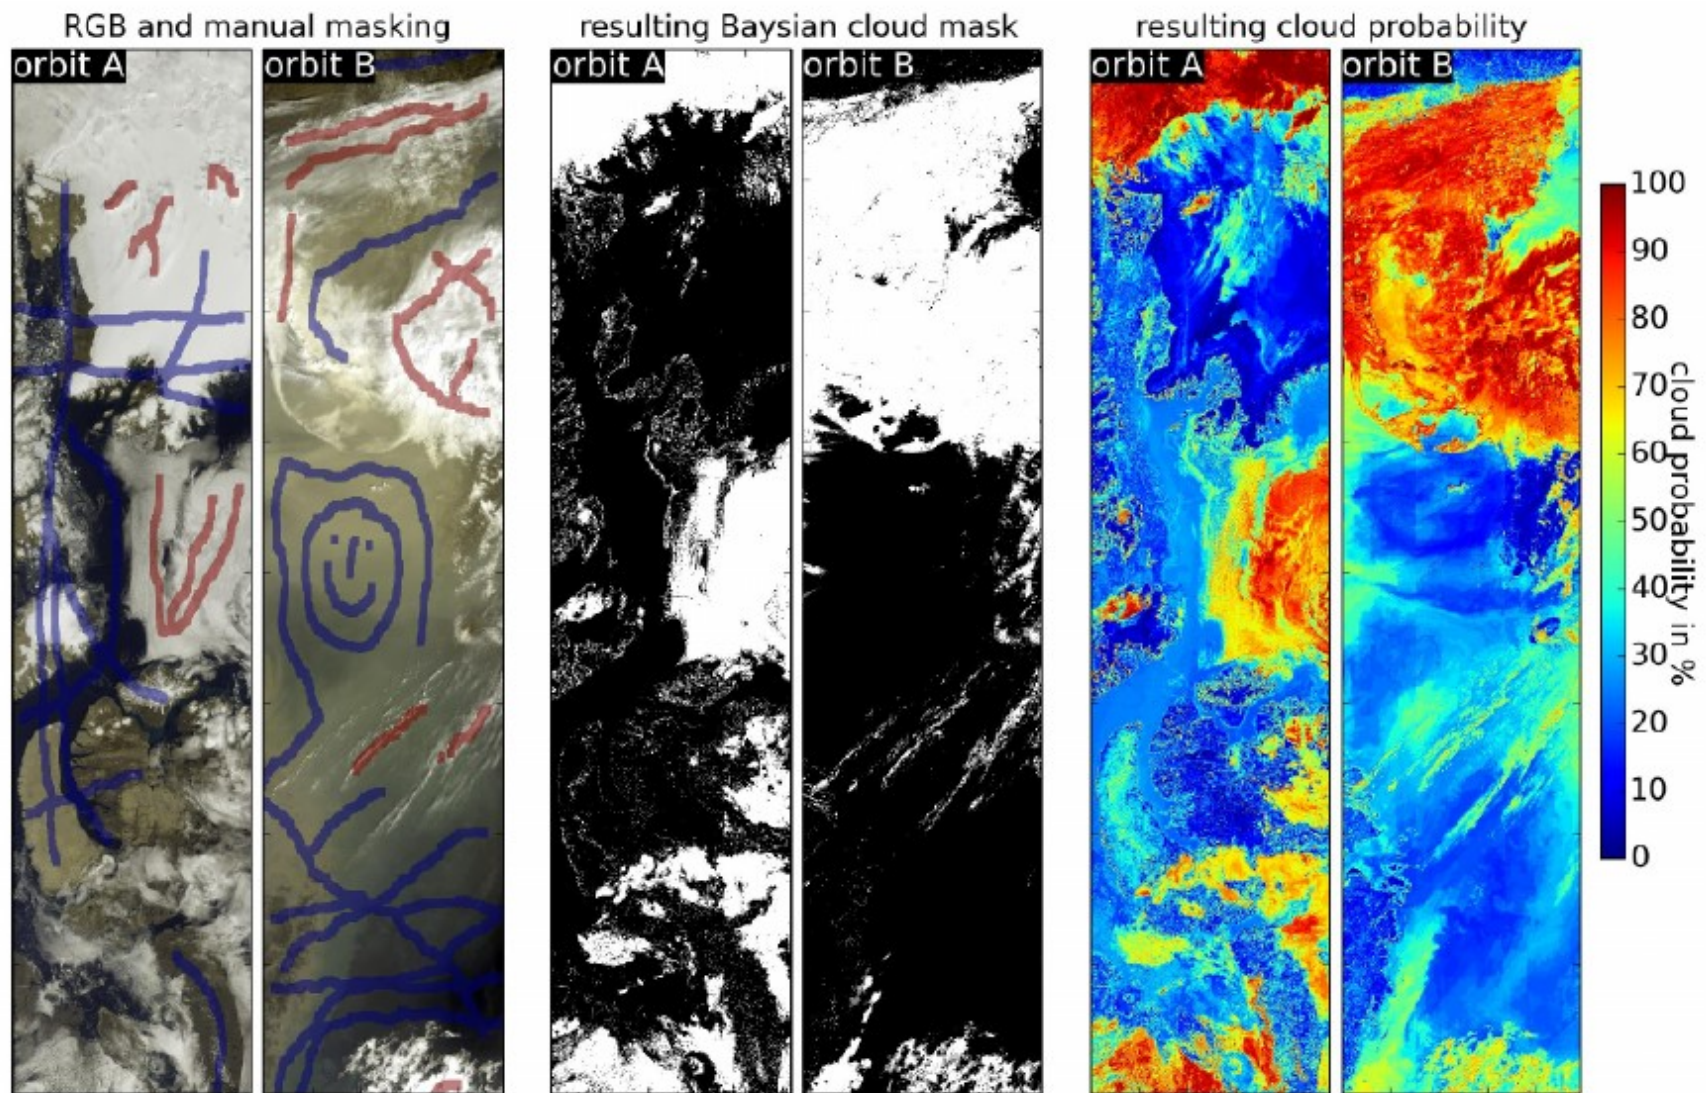 RGB and manual masking
resulting Baysian cloud mask
resulting cloud probability
orbit A
orbit B
orbit A
orbit B
orbit A
orbit B
100
90
80
70
60
50
40
30
20
10
0
cloud probability in %